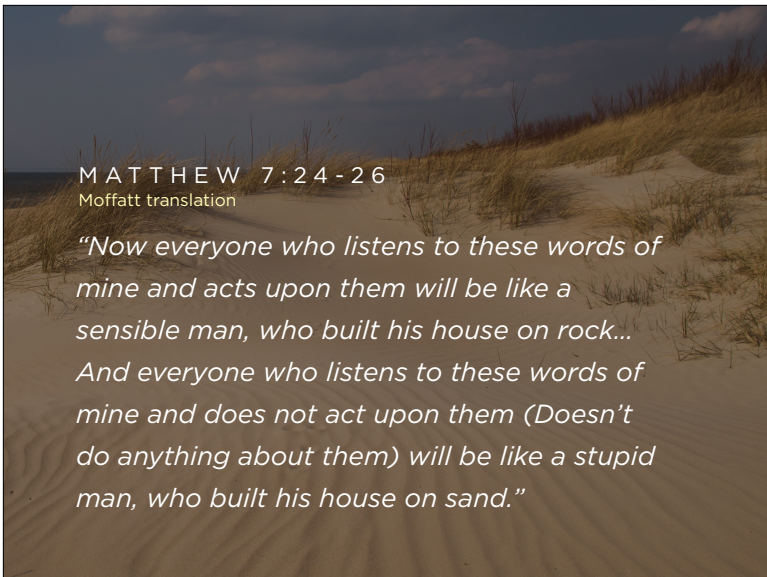 MATTHEW 7:24-26
Moffatt translation
“Now everyone who listens to these words of
mine and acts upon them will be like a
sensible man, who built his house on rock...
And everyone who listens to these words of
mine and does not act upon them (Doesn’t
do anything about them) will be like a stupid
man, who built his house on sand.”